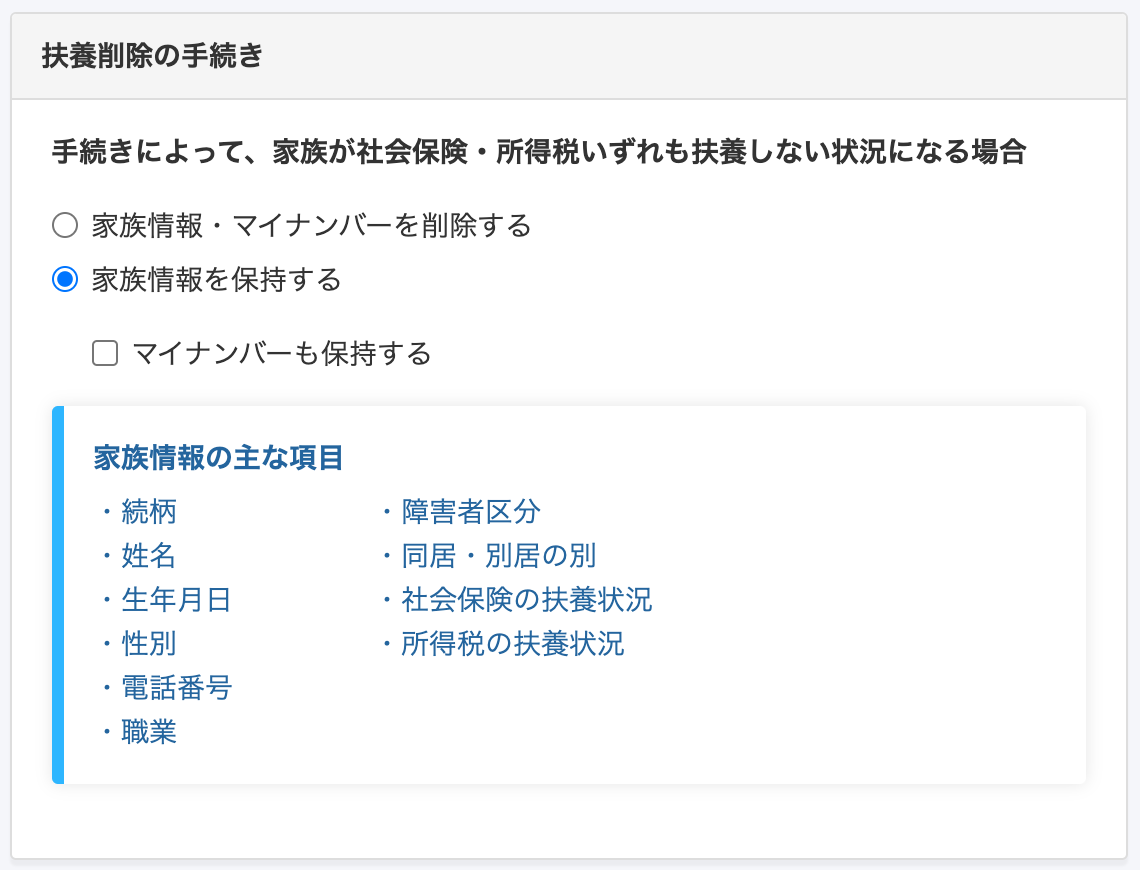 扶養削除の手続き
手続きによって、家族が社会保険・所得税いずれも扶養しない状況になる場合
家族情報・マイナンバーを削除する
家族情報を保持する
マイナンバーも保持する
家族情報の主な項目
・続柄
・姓名
・生年月日
・性別
・電話番号
・職業
・障害者区分
・同居・別居の別
・社会保険の扶養状況
・所得税の扶養状況